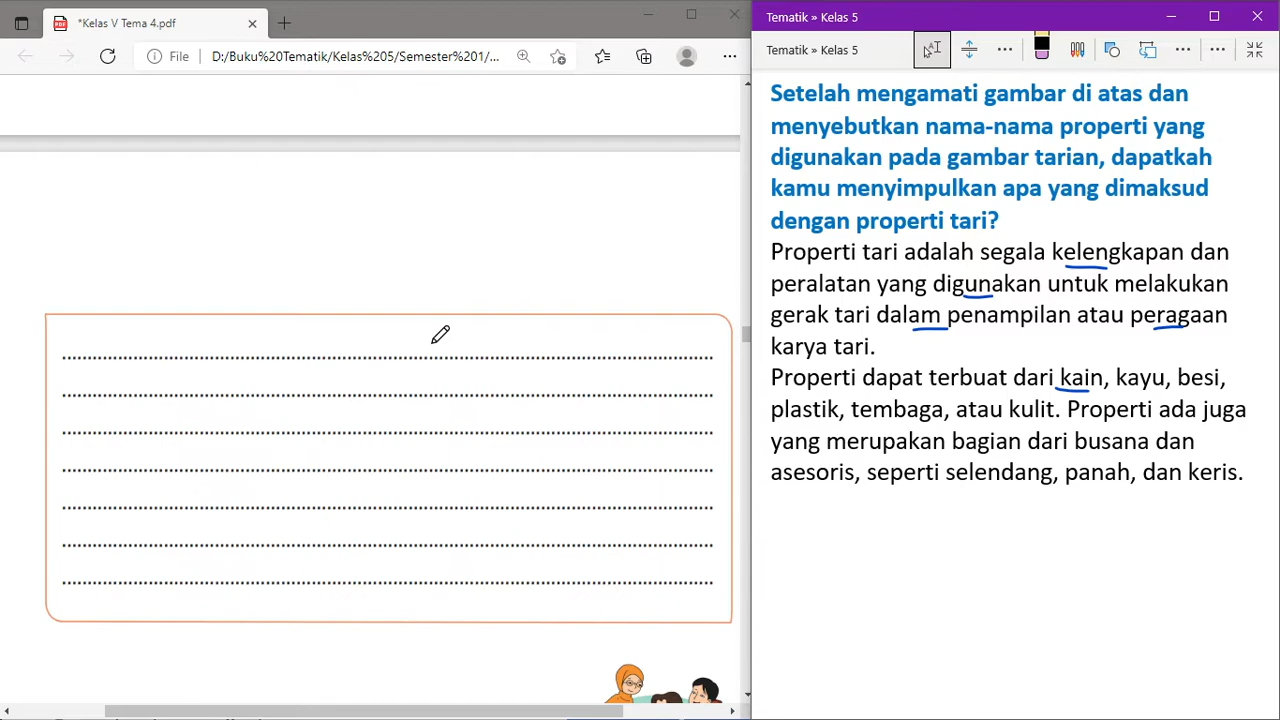 *Kelas V Tema 4.pdf
File
D:/Buku%20Tematik/Kelas%205/Semester%201/...
Tematik » Kelas 5
Tematik » Kelas 5
Setelah mengamati gambar di atas dan
menyebutkan nama-nama properti yang
digunakan pada gambar tarian, dapatkah
kamu menyimpulkan apa yang dimaksud
dengan properti tari?
Properti tari adalah segala kelengkapan dan
peralatan yang digunakan untuk melakukan
gerak tari dalam penampilan atau peragaan
karya tari.
Properti dapat terbuat dari kain, kayu, besi,
plastik, tembaga, atau kulit. Properti ada juga
yang merupakan bagian dari busana dan
asesoris, seperti selendang, panah, dan keris.